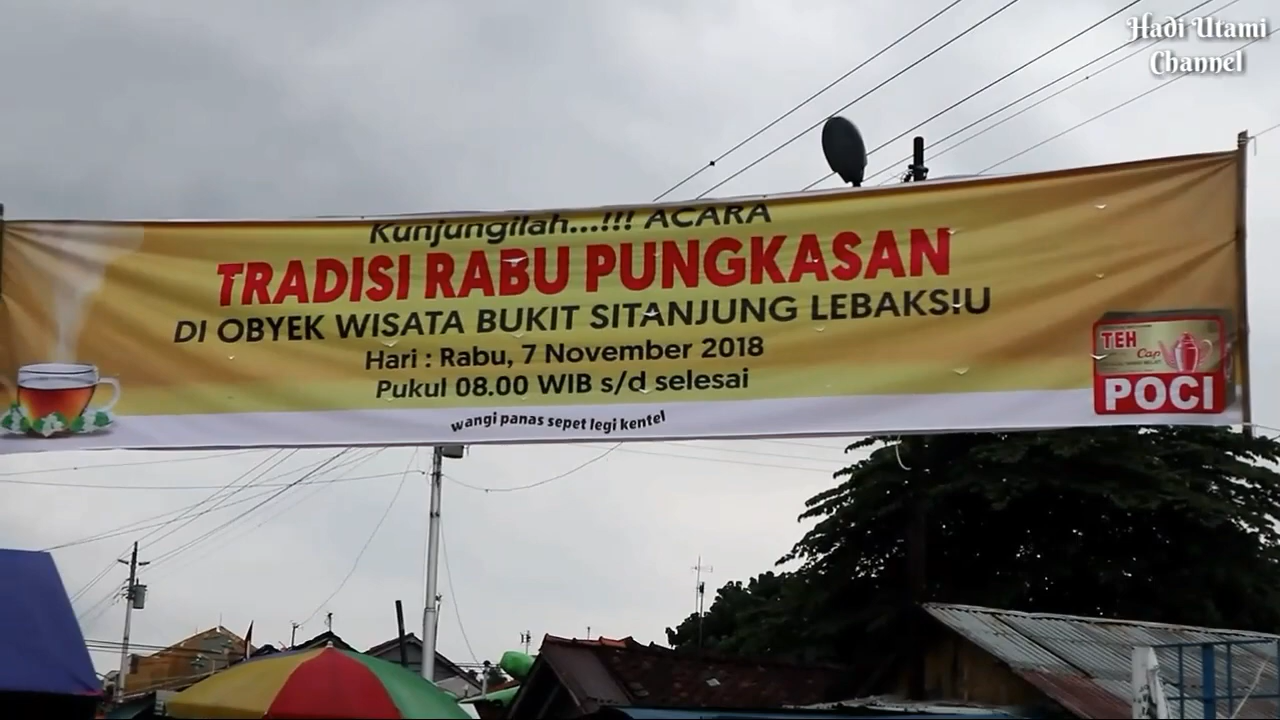 Hadi Utami
Channel
Kunjungilah...!!! ACARA
TRADISI RABU PUNGKASAN
DI OBYEK WISATA BUKIT SITANJUNG LEBAKSIU
Hari : Rabu, 7 November 2018
Pukul 08.00 WIB s/d selesai
wangi panas sepet legi kentel
TEH
Cap
POCI